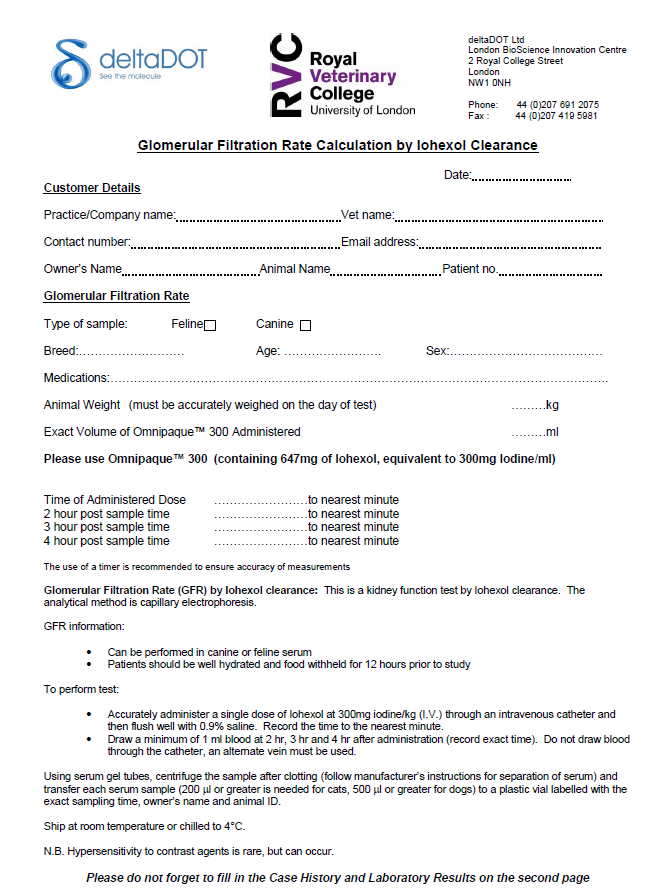 deltaDOT
See the molecule
RVC
Royal
Veterinary
College
University of London
deltaDOT Ltd
London BioScience Innovation Centre
2 Royal College Street
London
NW1 0NH
Phone: 44 (0)207 691 2075
Fax : 44 (0)207 419 5981
Glomerular Filtration Rate Calculation by Iohexol Clearance
Date:
Customer Details
Practice/Company name: Vet name:
Contact number: Email address:
Owner's Name Animal Name Patient no.
Glomerular Filtration Rate
Type of sample: Feline Canine
Breed:……………………… Age: ……………………. Sex:…………………………………
Medications:…………………………………………………………………………………………………………….
Animal Weight (must be accurately weighed on the day of test) ………kg
Exact Volume of Omnipaque™ 300 Administered ………ml
Please use Omnipaque™ 300 (containing 647mg of Iohexol, equivalent to 300mg Iodine/ml)
Time of Administered Dose ……………………to nearest minute
2 hour post sample time ……………………to nearest minute
3 hour post sample time ……………………to nearest minute
4 hour post sample time ……………………to nearest minute
The use of a timer is recommended to ensure accuracy of measurements
Glomerular Filtration Rate (GFR) by Iohexol clearance: This is a kidney function test by Iohexol clearance. The
analytical method is capillary electrophoresis.
GFR information:
• Can be performed in canine or feline serum
• Patients should be well hydrated and food withheld for 12 hours prior to study
To perform test:
• Accurately administer a single dose of Iohexol at 300mg iodine/kg (I.V.) through an intravenous catheter and
then flush well with 0.9% saline. Record the time to the nearest minute.
• Draw a minimum of 1 ml blood at 2 hr, 3 hr and 4 hr after administration (record exact time). Do not draw blood
through the catheter, an alternate vein must be used.
Using serum gel tubes, centrifuge the sample after clotting (follow manufacturer's instructions for separation of serum) and
transfer each serum sample (200 µl or greater is needed for cats, 500 µl or greater for dogs) to a plastic vial labelled with the
exact sampling time, owner's name and animal ID.
Ship at room temperature or chilled to 4°C.
N.B. Hypersensitivity to contrast agents is rare, but can occur.
Please do not forget to fill in the Case History and Laboratory Results on the second page